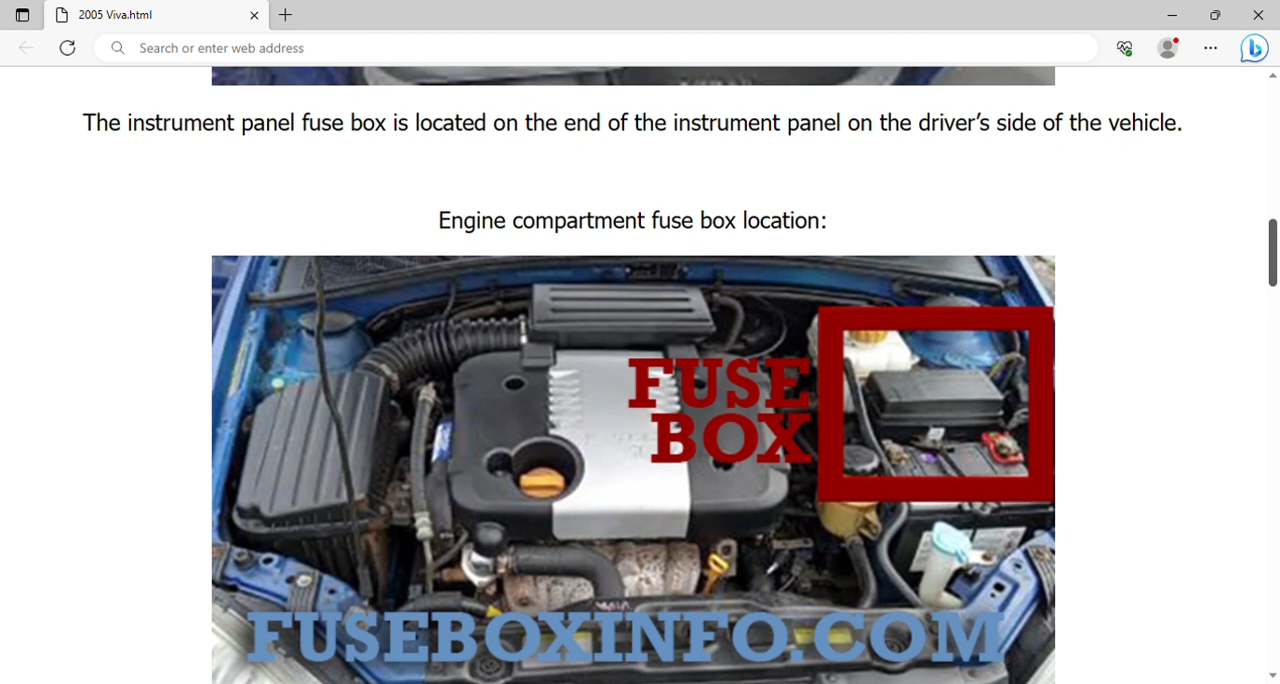 2005 Viva.html
Search or enter web address
The instrument panel fuse box is located on the end of the instrument panel on the driver’s side of the vehicle.
Engine compartment fuse box location:
FUSE
BOX
FUSEBOXINFO.COM